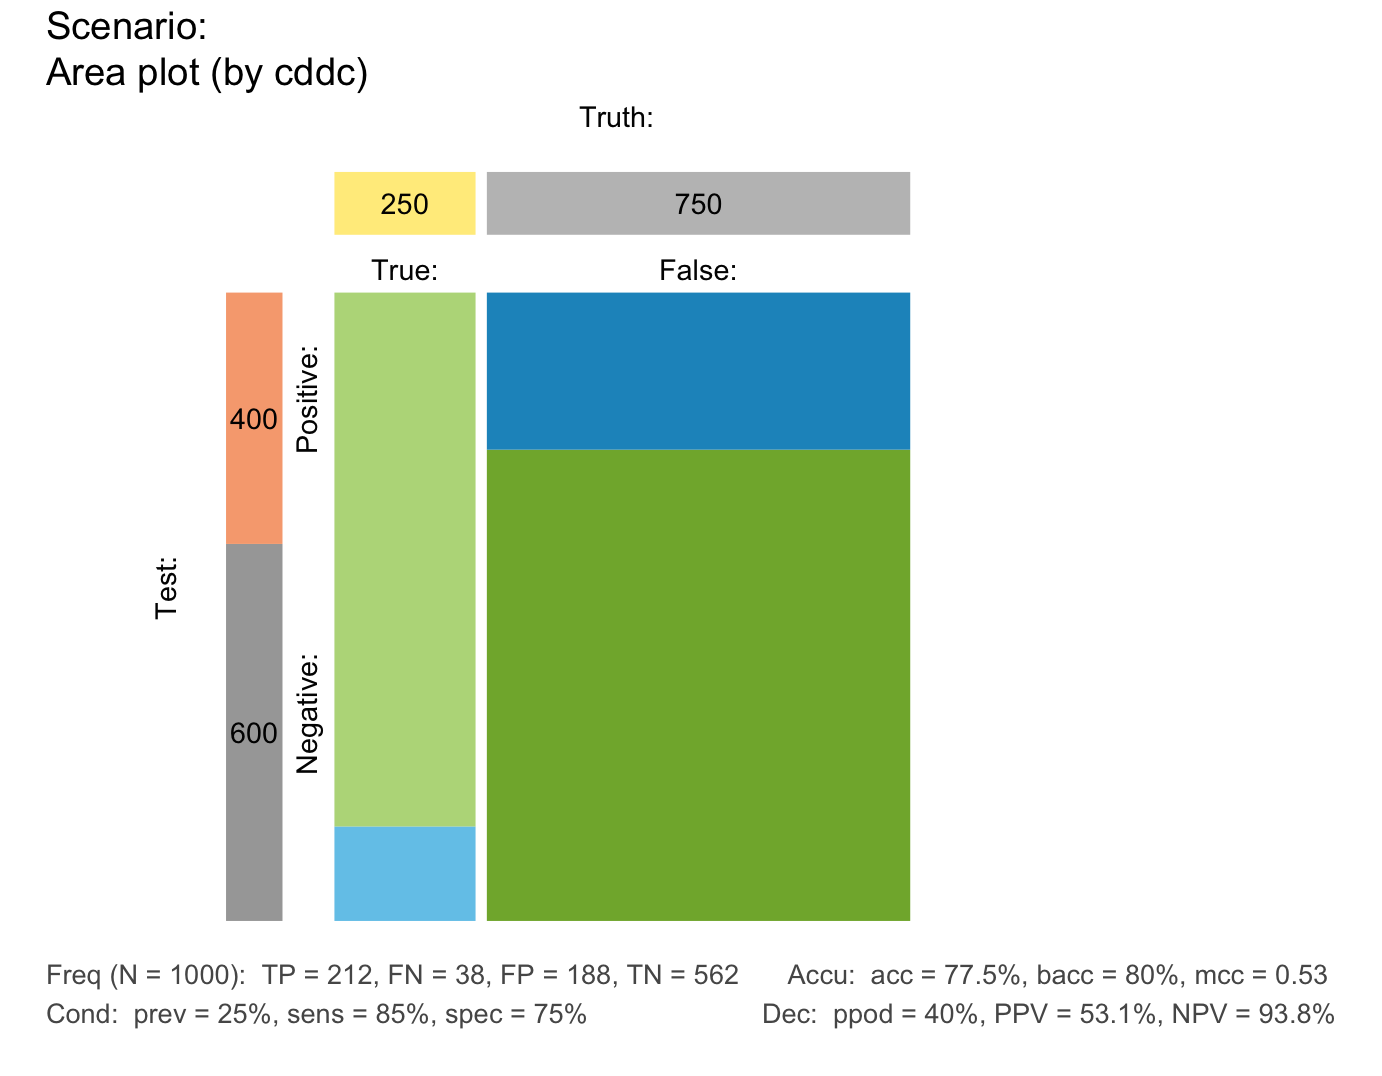 Scenario:
Area plot (by cddc)
Truth:
250
750
True:
False:
Test:
400
Positive:
600
Negative:
Freq (N = 1000):  TP = 212, FN = 38, FP = 188, TN = 562
Accu:  acc = 77.5%, bacc = 80%, mcc = 0.53
Cond:  prev = 25%, sens = 85%, spec = 75%
Dec:  ppod = 40%, PPV = 53.1%, NPV = 93.8%